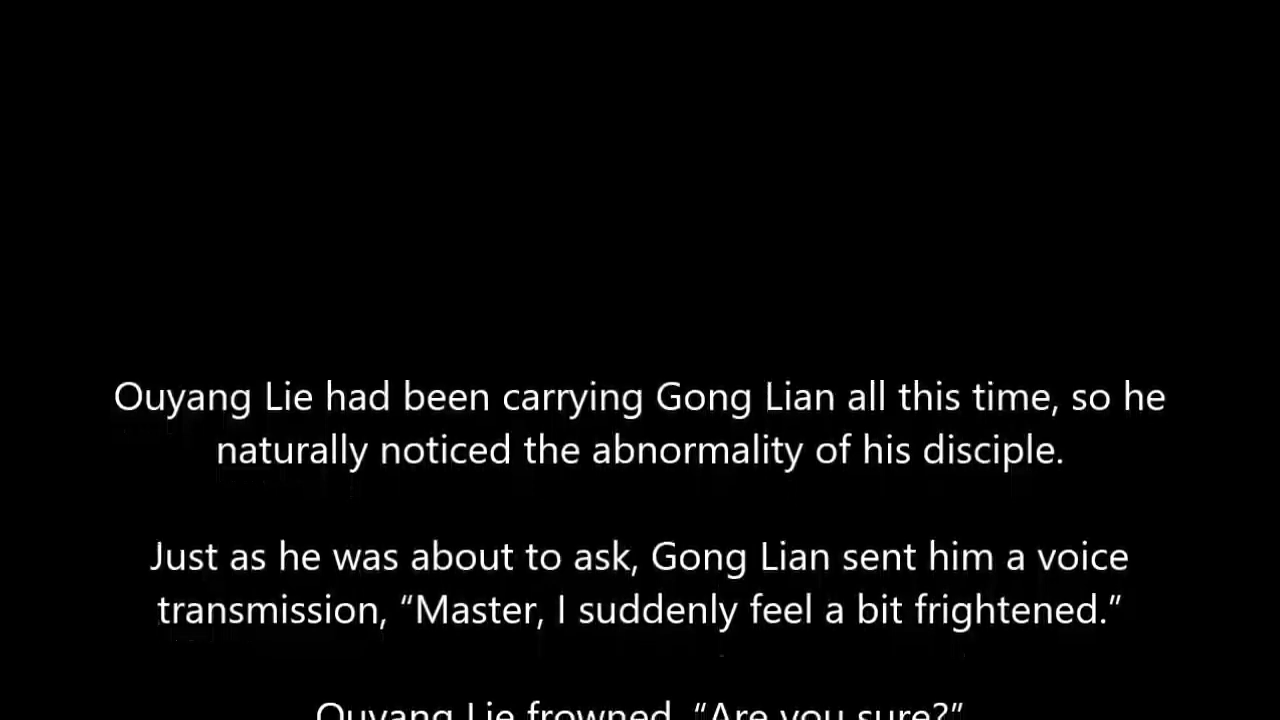 Ouyang Lie had been carrying Gong Lian all this time, so he
naturally noticed the abnormality of his disciple.
Just as he was about to ask, Gong Lian sent him a voice
transmission, “Master, I suddenly feel a bit frightened.”
Ouyang Lie frowned, “Are you sure?”